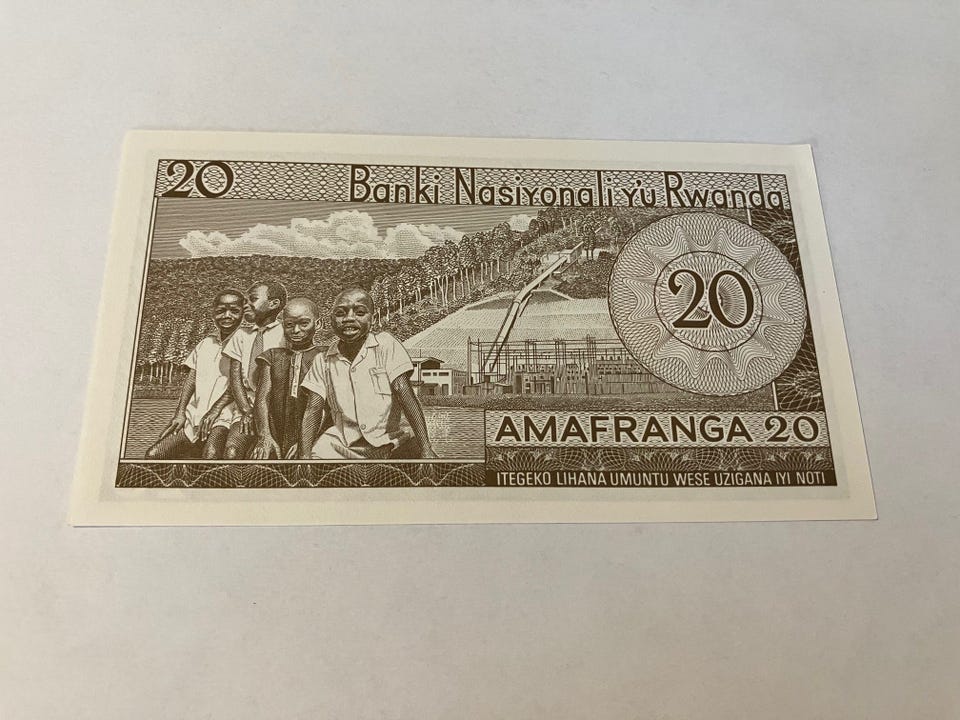 20
Banki Nasiyonali y'u Rwanda
20
AMAFRANGA 20
ITEGEKO LIHANA UMUNTU WESE UZIGANA IYI NOTI